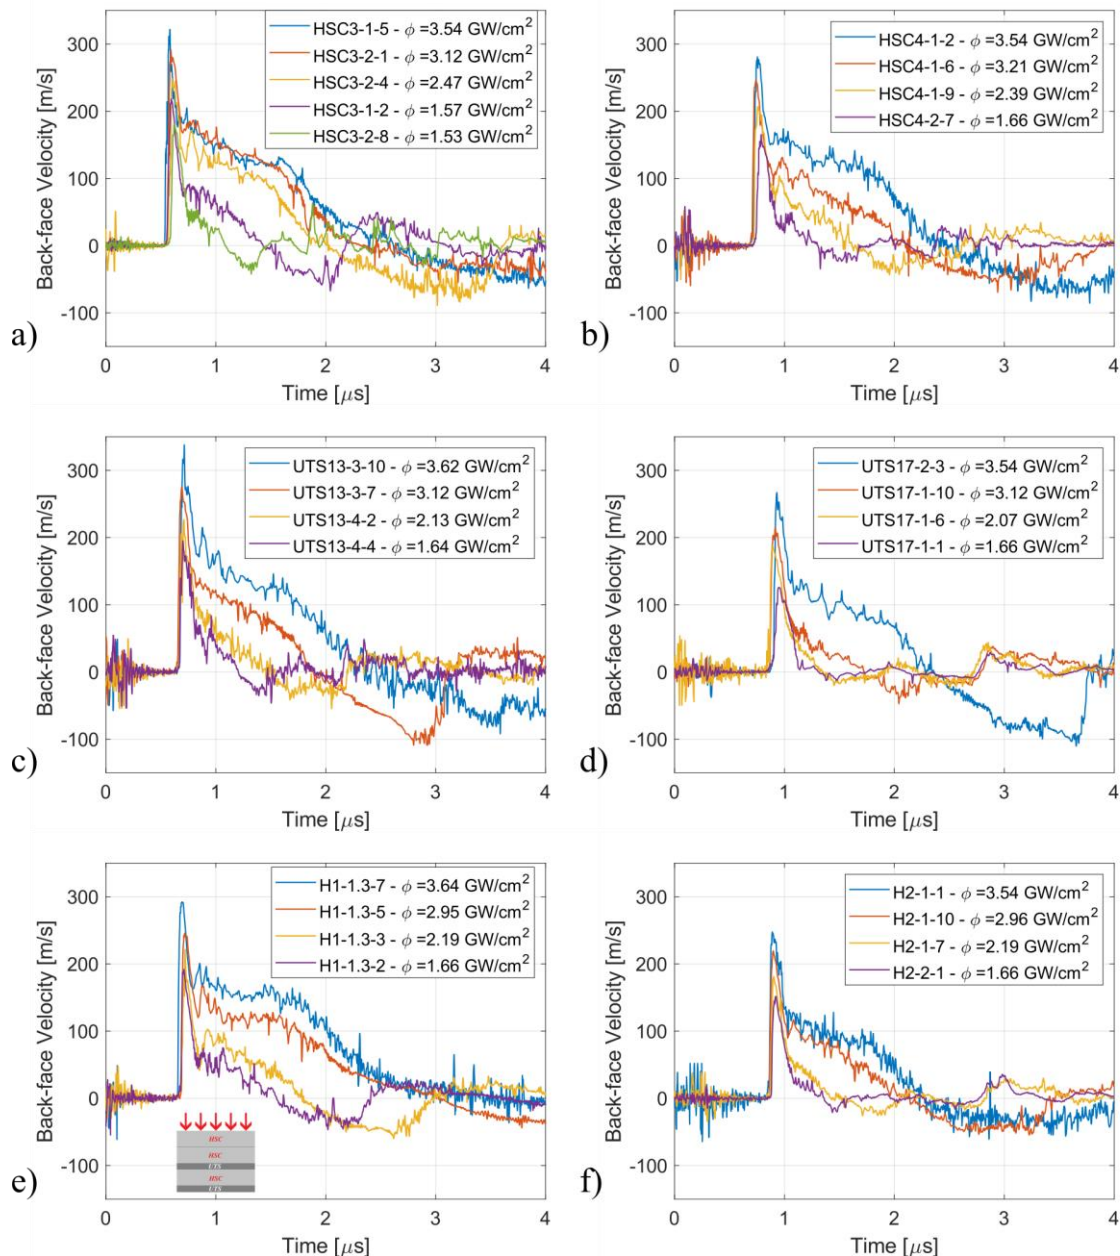 HSC3-1-5 - ϕ =3.54 GW/cm²
HSC3-2-1 - ϕ =3.12 GW/cm²
HSC3-2-4 - ϕ =2.47 GW/cm²
HSC3-1-2 - ϕ =1.57 GW/cm²
HSC3-2-8 - ϕ =1.53 GW/cm²
300
200
100
0
-100
Back-face Velocity [m/s]
0 1 2 3 4
Time [μs]
a)
HSC4-1-2 - ϕ =3.54 GW/cm²
HSC4-1-6 - ϕ =3.21 GW/cm²
HSC4-1-9 - ϕ =2.39 GW/cm²
HSC4-2-7 - ϕ =1.66 GW/cm²
300
200
100
0
-100
Back-face Velocity [m/s]
0 1 2 3 4
Time [μs]
b)
UTS13-3-10 - ϕ =3.62 GW/cm²
UTS13-3-7 - ϕ =3.12 GW/cm²
UTS13-4-2 - ϕ =2.13 GW/cm²
UTS13-4-4 - ϕ =1.64 GW/cm²
300
200
100
0
-100
Back-face Velocity [m/s]
0 1 2 3 4
Time [μs]
c)
UTS17-2-3 - ϕ =3.54 GW/cm²
UTS17-1-10 - ϕ =3.12 GW/cm²
UTS17-1-6 - ϕ =2.07 GW/cm²
UTS17-1-1 - ϕ =1.66 GW/cm²
300
200
100
0
-100
Back-face Velocity [m/s]
0 1 2 3 4
Time [μs]
d)
H1-1.3-7 - ϕ =3.64 GW/cm²
H1-1.3-5 - ϕ =2.95 GW/cm²
H1-1.3-3 - ϕ =2.19 GW/cm²
H1-1.3-2 - ϕ =1.66 GW/cm²
300
200
100
0
-100
Back-face Velocity [m/s]
HSC
HSC
UTS
HSC
UTS
0 1 2 3 4
Time [μs]
e)
H2-1-1 - ϕ =3.54 GW/cm²
H2-1-10 - ϕ =2.96 GW/cm²
H2-1-7 - ϕ =2.19 GW/cm²
H2-2-1 - ϕ =1.66 GW/cm²
300
200
100
0
-100
Back-face Velocity [m/s]
0 1 2 3 4
Time [μs]
f)